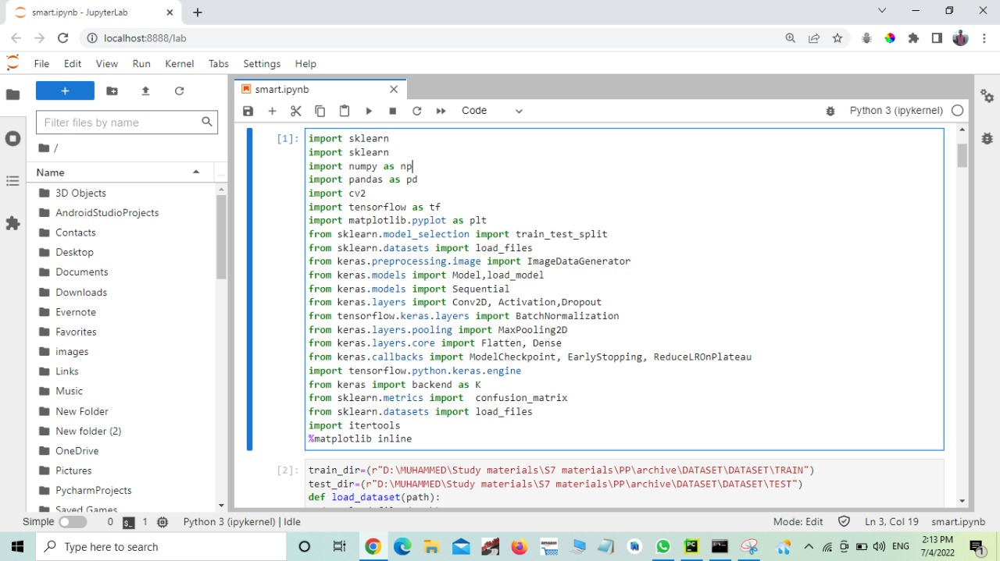 smart.ipynb - JupyterLab
localhost:8888/lab
File Edit View Run Kernel Tabs Settings Help
smart.ipynb
Filter files by name
Code
Python 3 (ipykernel)
/
Name
3D Objects
AndroidStudioProjects
Contacts
Desktop
Documents
Downloads
Evernote
Favorites
images
Links
Music
New Folder
New folder (2)
OneDrive
Pictures
PycharmProjects
Saved Games
[1]:
import sklearn
import sklearn
import numpy as np
import pandas as pd
import cv2
import tensorflow as tf
import matplotlib.pyplot as plt
from sklearn.model_selection import train_test_split
from sklearn.datasets import load_files
from keras.preprocessing.image import ImageDataGenerator
from keras.models import Model,load_model
from keras.models import Sequential
from keras.layers import Conv2D, Activation,Dropout
from tensorflow.keras.layers import BatchNormalization
from keras.layers.pooling import MaxPooling2D
from keras.layers.core import Flatten, Dense
from keras.callbacks import ModelCheckpoint, EarlyStopping, ReduceLROnPlateau
import tensorflow.python.keras.engine
from keras import backend as K
from sklearn.metrics import  confusion_matrix
from sklearn.datasets import load_files
import itertools
%matplotlib inline
[2]:
train_dir=(r"D:\MUHAMMED\Study materials\S7 materials\PP\archive\DATASET\DATASET\TRAIN")
test_dir=(r"D:\MUHAMMED\Study materials\S7 materials\PP\archive\DATASET\DATASET\TEST")
def load_dataset(path):
Simple 0 $_ 1 Python 3 (ipykernel) | Idle Mode: Edit Ln 3, Col 19 smart.ipynb
Type here to search
ENG
2:13 PM
7/4/2022
1